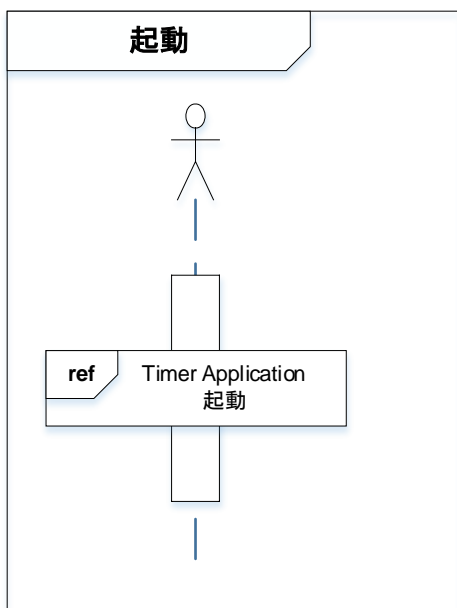 起動
ref
Timer Application
起動